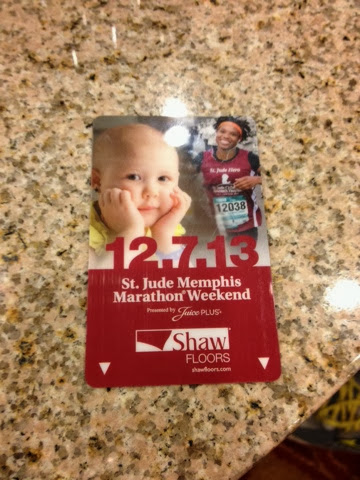 St. Jude Hero
12038
12.7.13
St. Jude Memphis
Marathon® Weekend
Presented by Juice PLUS+
Shaw
FLOORS
shawfloors.com